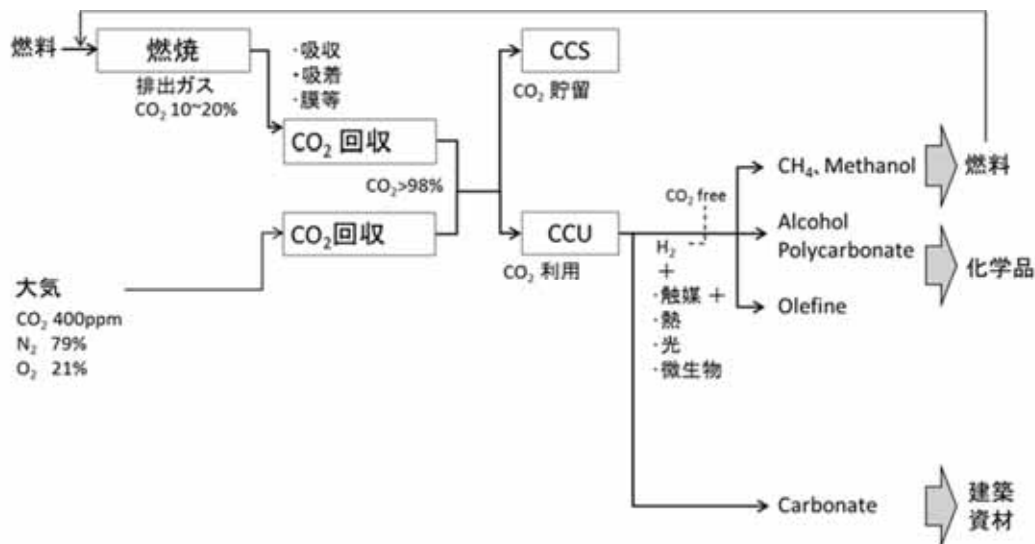 燃料
燃焼
排出ガス
CO₂ 10~20%
・吸収
・吸着
・膜等
CO₂ 回収
CO₂>98%
CO₂回収
大気
CO₂ 400ppm
N₂ 79%
O₂ 21%
CCS
CO₂ 貯留
CCU
CO₂ 利用
CO₂ free
H₂
＋
・触媒 ＋
・熱
・光
・微生物
CH₄、Methanol
燃料
Alcohol
Polycarbonate
化学品
Olefine
Carbonate
建築
資材